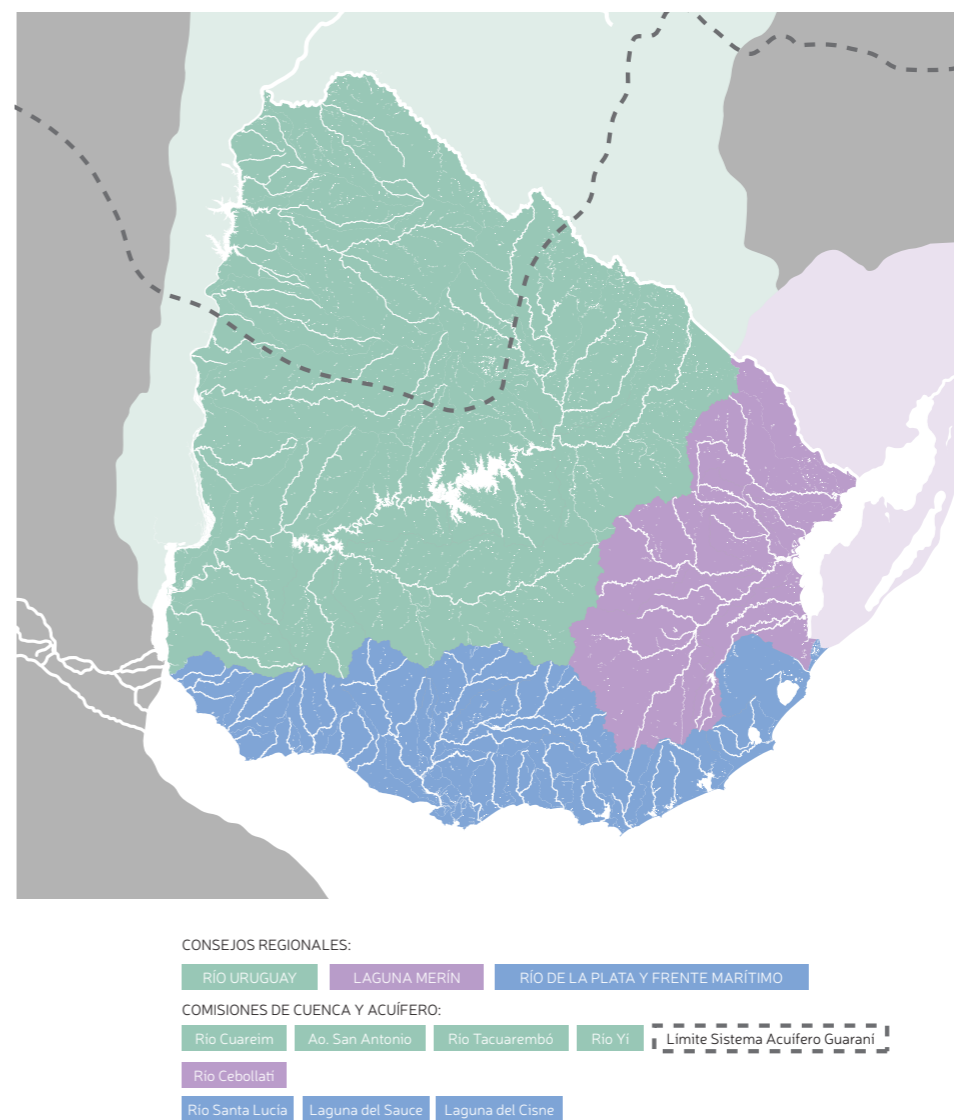 CONSEJOS REGIONALES:
RÍO URUGUAY LAGUNA MERÍN RÍO DE LA PLATA Y FRENTE MARÍTIMO
COMISIONES DE CUENCA Y ACUÍFERO:
Río Cuareim Ao. San Antonio Río Tacuarembó Río Yí Límite Sistema Acuífero Guaraní
Río Cebollatí
Río Santa Lucía Laguna del Sauce Laguna del Cisne